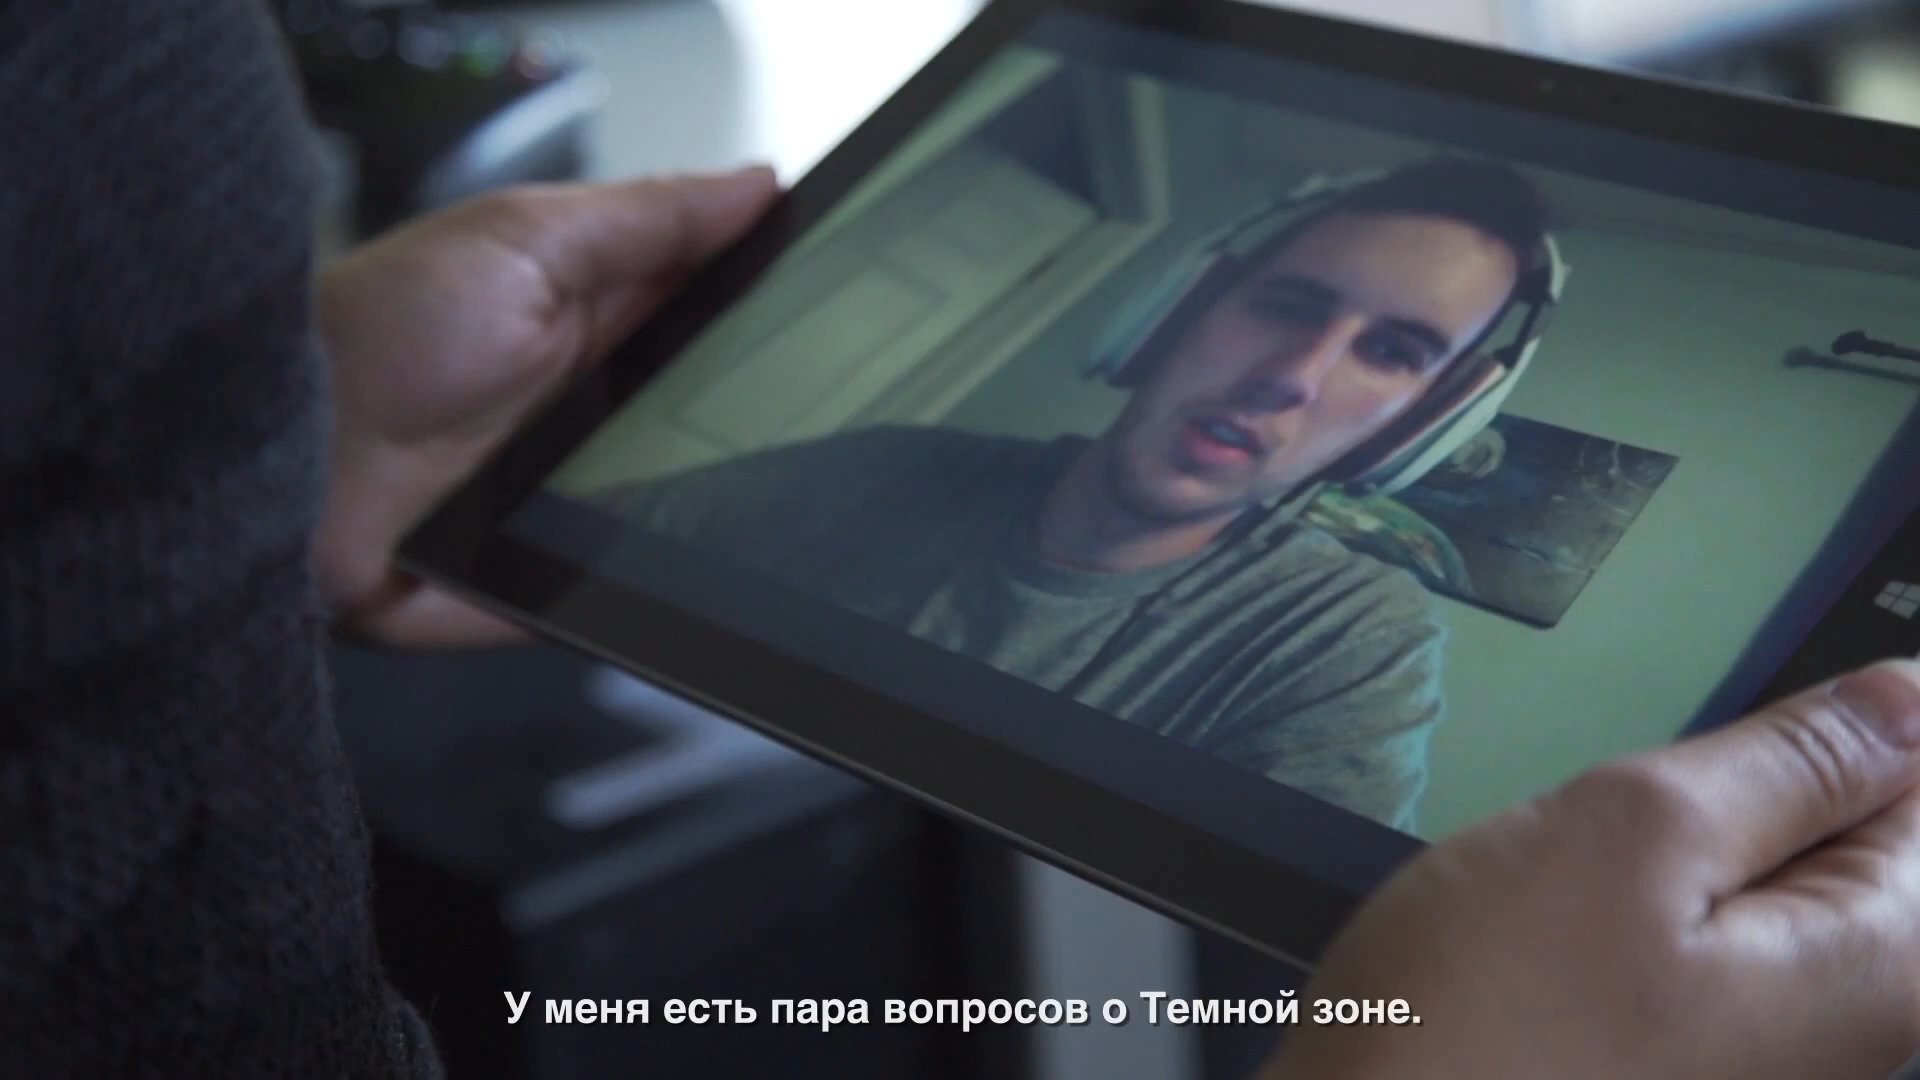 У меня есть пара вопросов о Темной зоне.